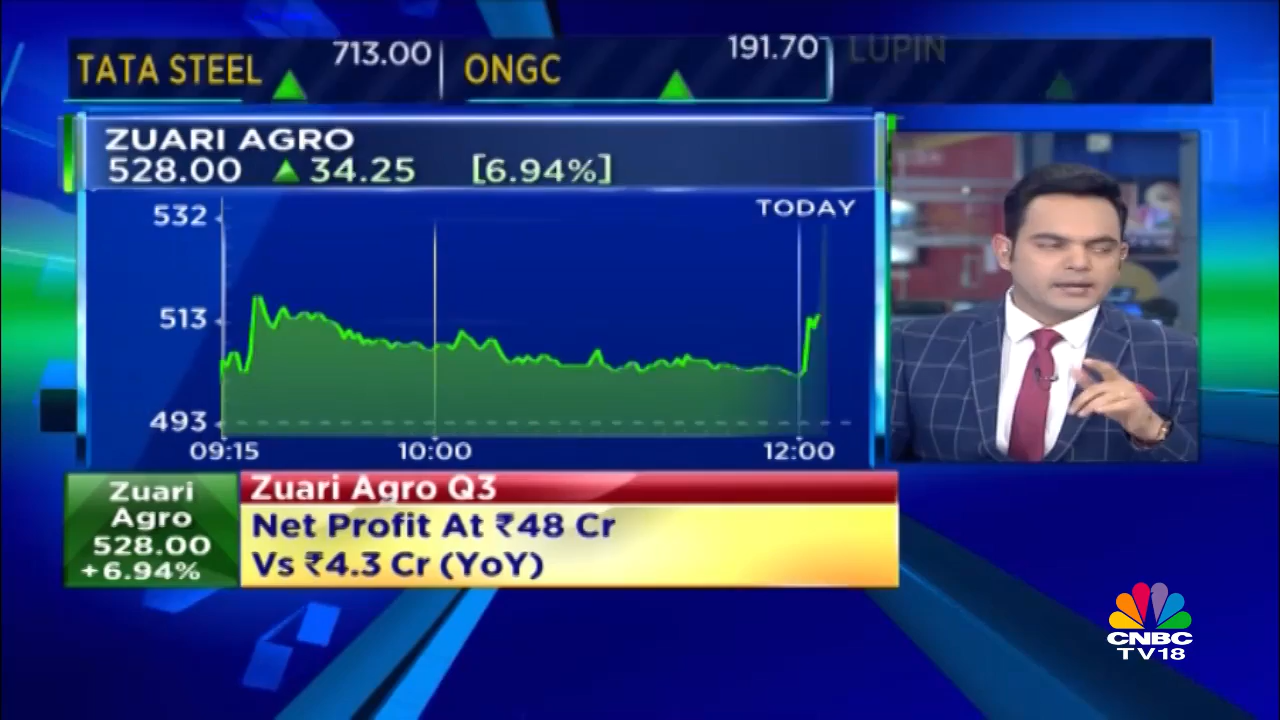 TATA STEEL 713.00 ONGC 191.70 LUPIN
ZUARI AGRO
528.00 34.25 [6.94%]
TODAY
532
513
493
09:15 10:00 12:00
Zuari
Agro
528.00
+6.94%
Zuari Agro Q3
Net Profit At ₹48 Cr
Vs ₹4.3 Cr (YoY)
CNBC
TV18